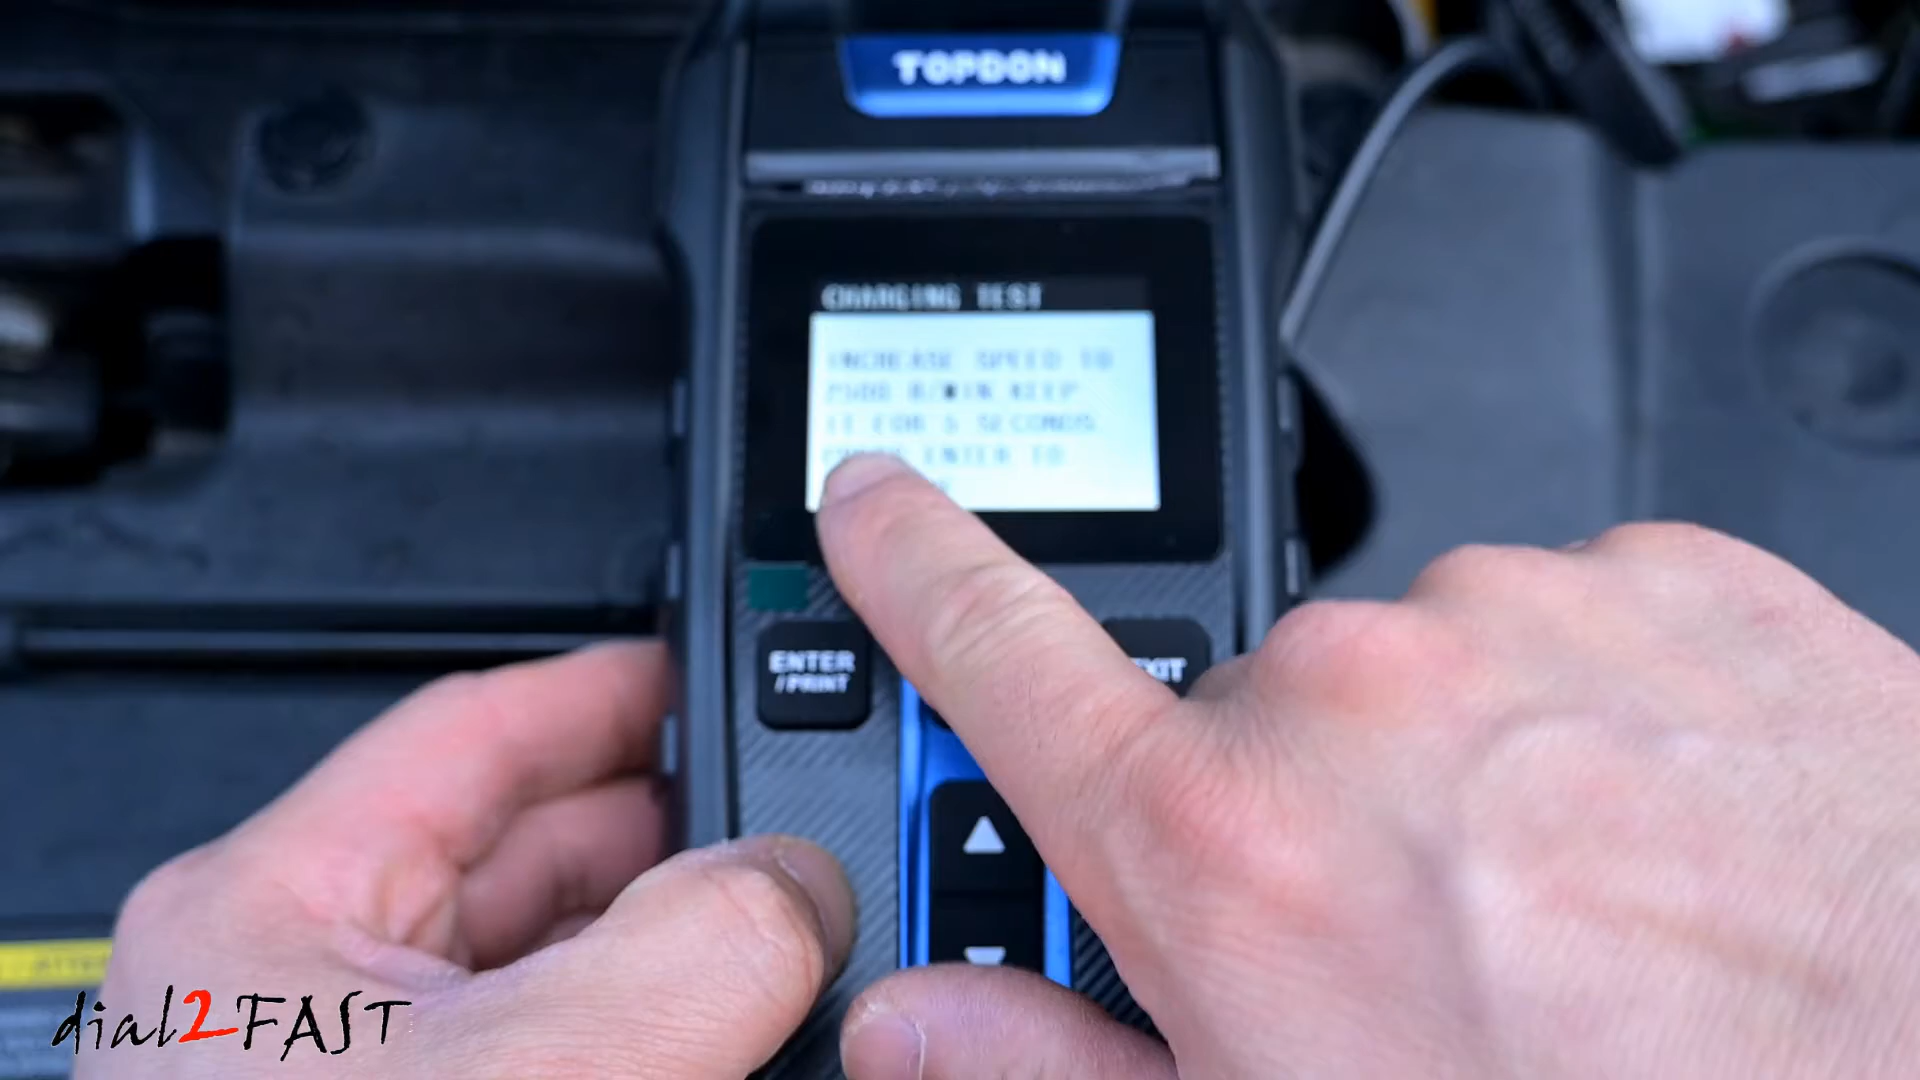 TOPDON
CHARGING TEST
INCREASE SPEED TO
2500 R/MIN KEEP
IT FOR 5 SECONDS.
ENTER TO
ENTER
/PRINT
dial2FAST